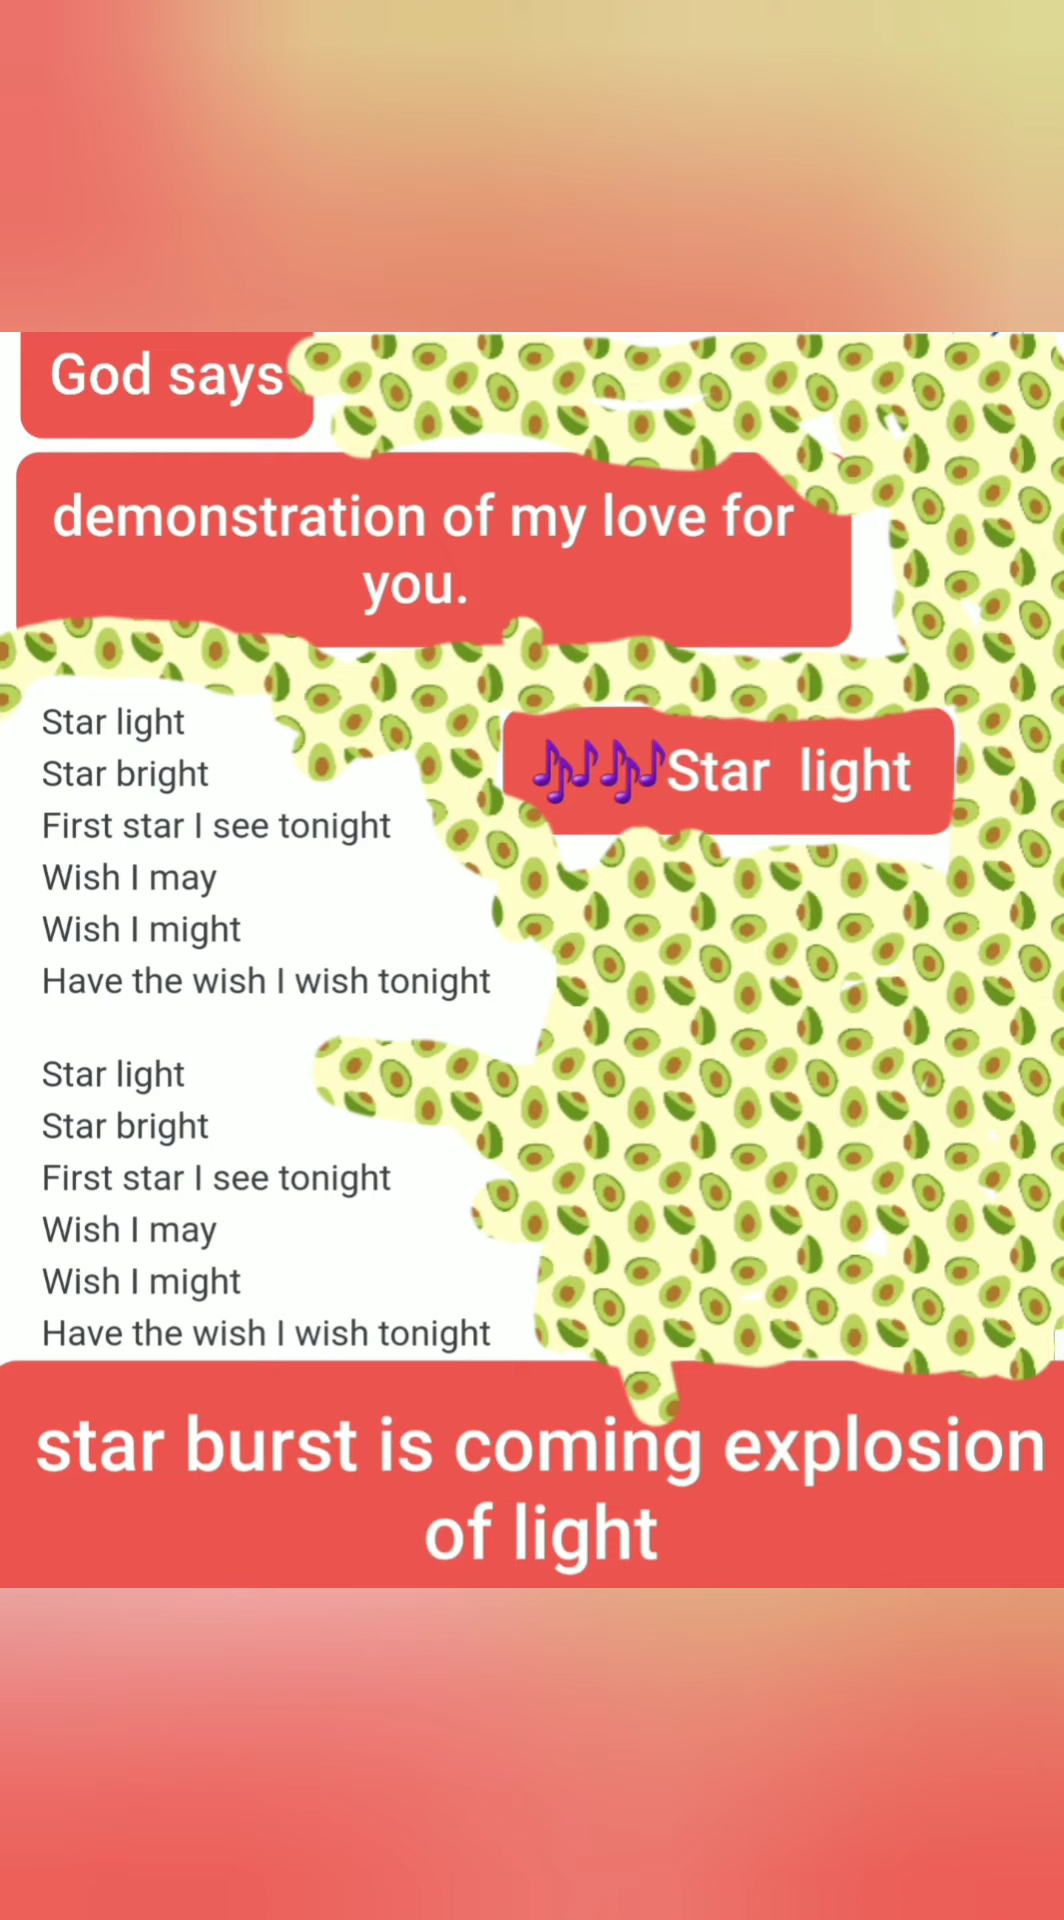 God says
demonstration of my love for
you.
Star light
Star bright
🎶🎶Star light
First star I see tonight
Wish I may
Wish I might
Have the wish I wish tonight
Star light
Star bright
First star I see tonight
Wish I may
Wish I might
Have the wish I wish tonight
star burst is coming explosion
of light